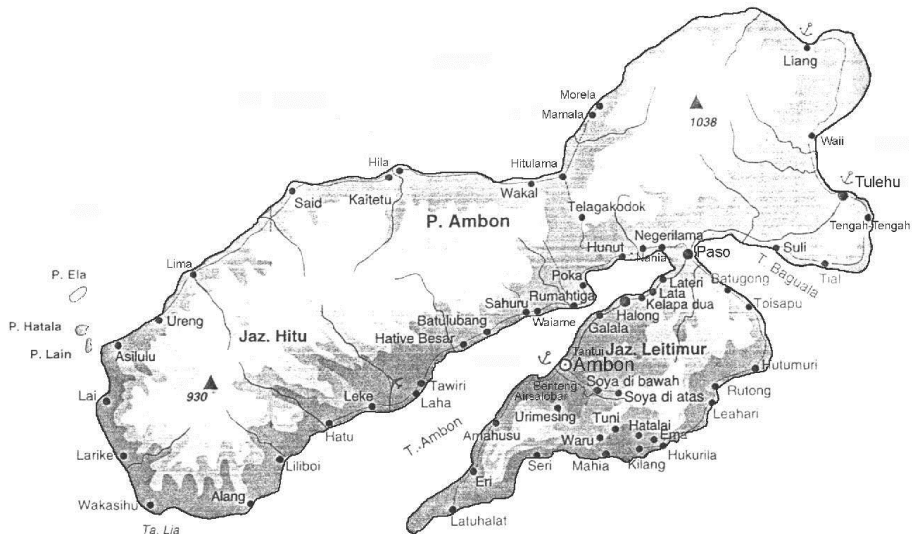 Liang
Morela
Mamala
1038
Waii
Hila
Hitulama
Kaitetu
Wakal
Said
Tulehu
Telagakodok
Tengah-Tengah
P. Ambon
Hunut
Negerilama
Nania
Paso
Suli
Tial
T. Baguala
Lima
P. Ela
Poka
Lateri
Batugong
Lata
Kelapa dua
Toisapu
Rumahtiga
Sahuru
Waiame
Halong
Galala
P. Hatala
Ureng
Batulubang
Hative Besar
P. Lain
Asilulu
Jaz. Hitu
Tantui
Jaz. Leitimur
Ambon
Hutumuri
930
Tawiri
Laha
Leke
Benteng
Airsalobar
Soya di bawah
Soya di atas
Rutong
Leahari
Lai
Hatu
Urimesing
Tuni
Hatalai
Ema
Amahusu
Waru
T. Ambon
Larike
Liliboi
Seri
Mahia
Kilang
Hukurila
Eri
Wakasihu
Alang
Latuhalat
Ta. Lia